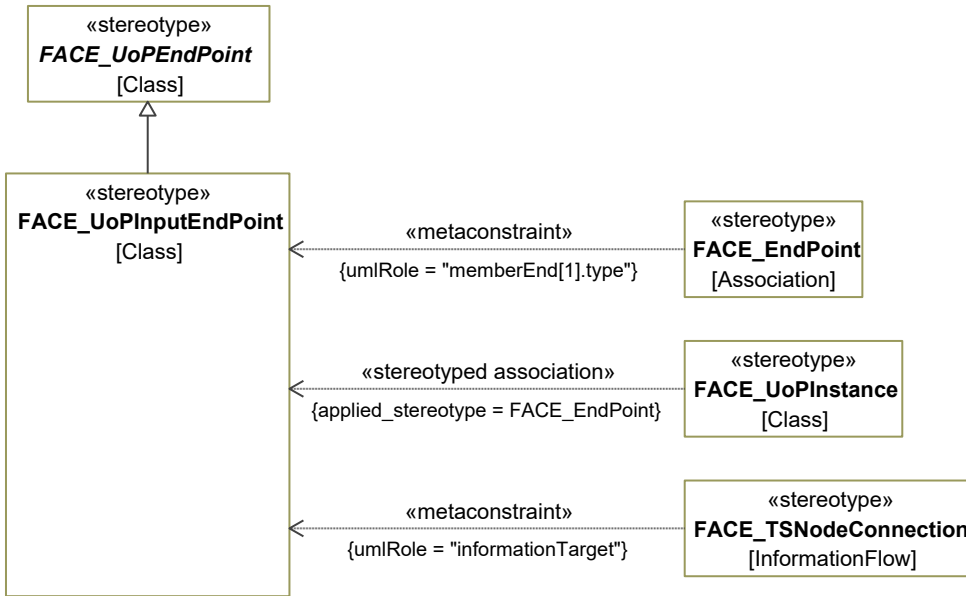 «stereotype»
FACE_UoPEndPoint
[Class]
«stereotype»
FACE_UoPInputEndPoint
[Class]
«metaconstraint»
{umlRole = "memberEnd[1].type"}
«stereotype»
FACE_EndPoint
[Association]
«stereotyped association»
{applied_stereotype = FACE_EndPoint}
«stereotype»
FACE_UoPInstance
[Class]
«metaconstraint»
{umlRole = "informationTarget"}
«stereotype»
FACE_TSNodeConnection
[InformationFlow]